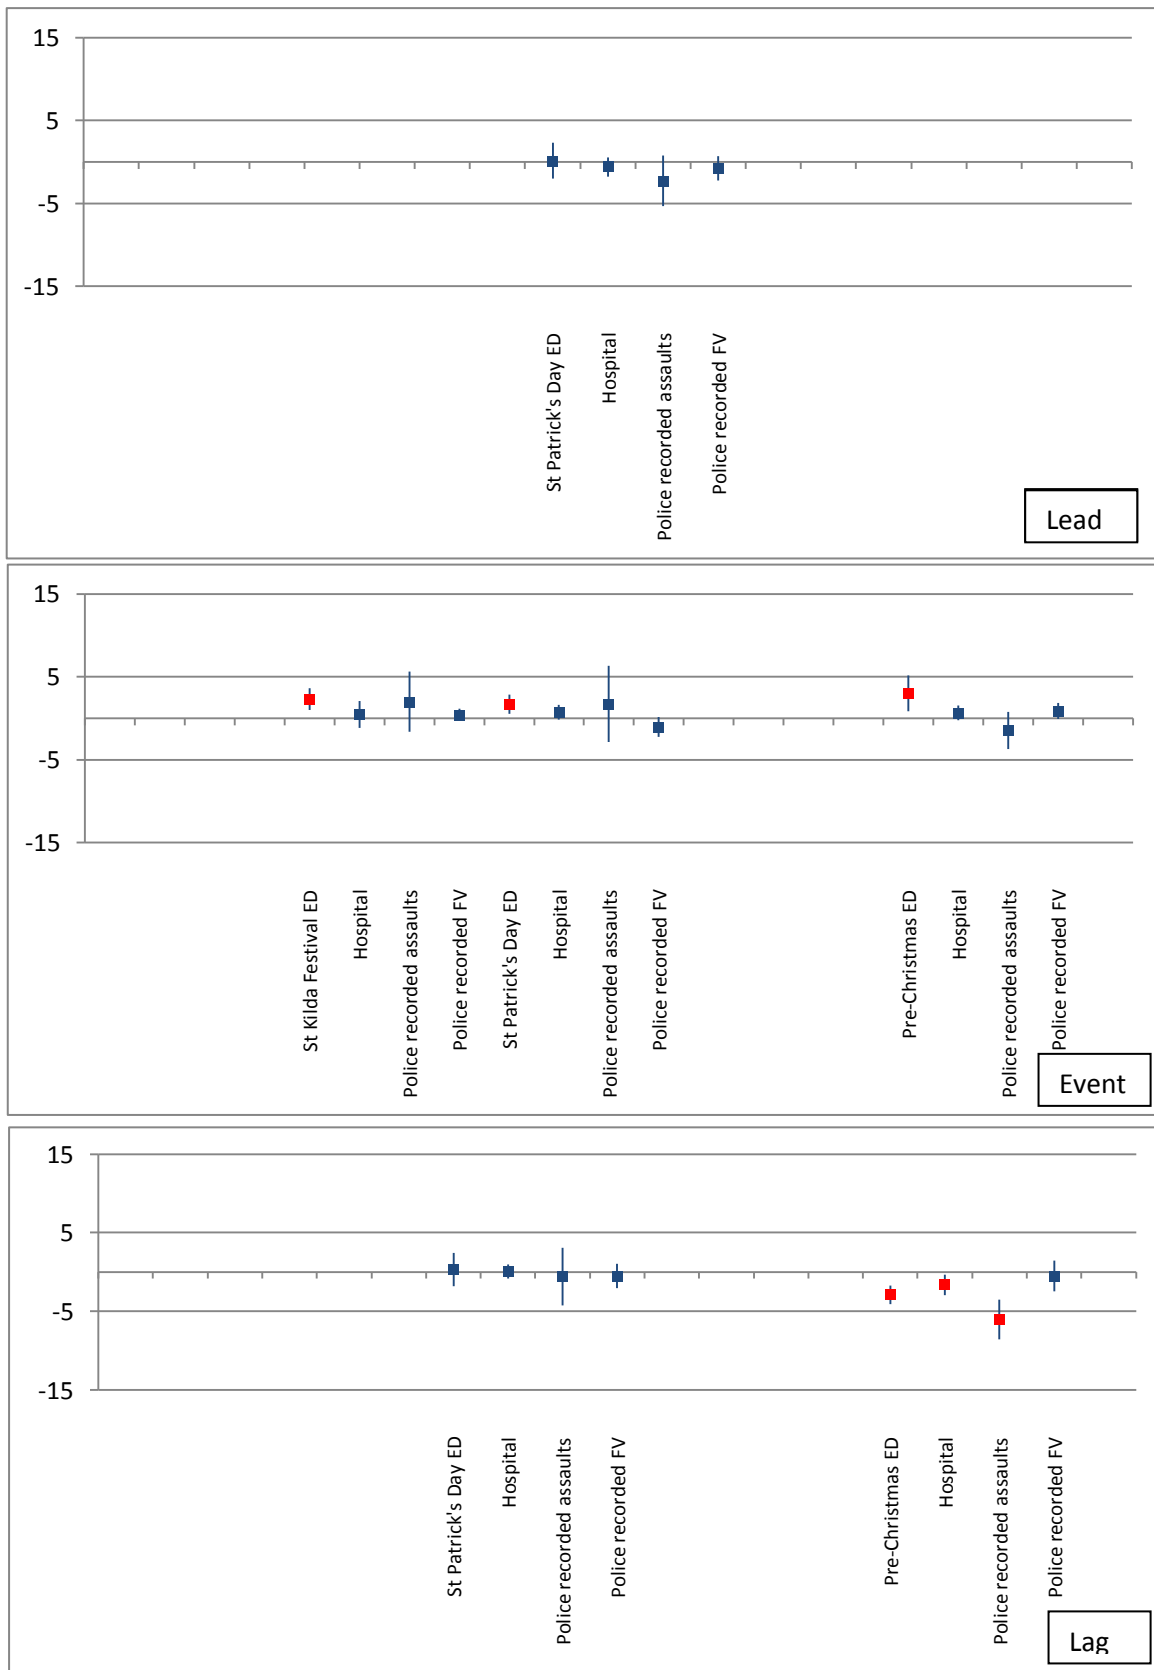 15
5
-5
-15
St Patrick's Day ED
Hospital
Police recorded assaults
Police recorded FV
Lead
15
5
-5
-15
St Kilda Festival ED
Hospital
Police recorded assaults
Police recorded FV
St Patrick's Day ED
Hospital
Police recorded assaults
Police recorded FV
Pre-Christmas ED
Hospital
Police recorded assaults
Police recorded FV
Event
15
5
-5
-15
St Patrick's Day ED
Hospital
Police recorded assaults
Police recorded FV
Pre-Christmas ED
Hospital
Police recorded assaults
Police recorded FV
Lag